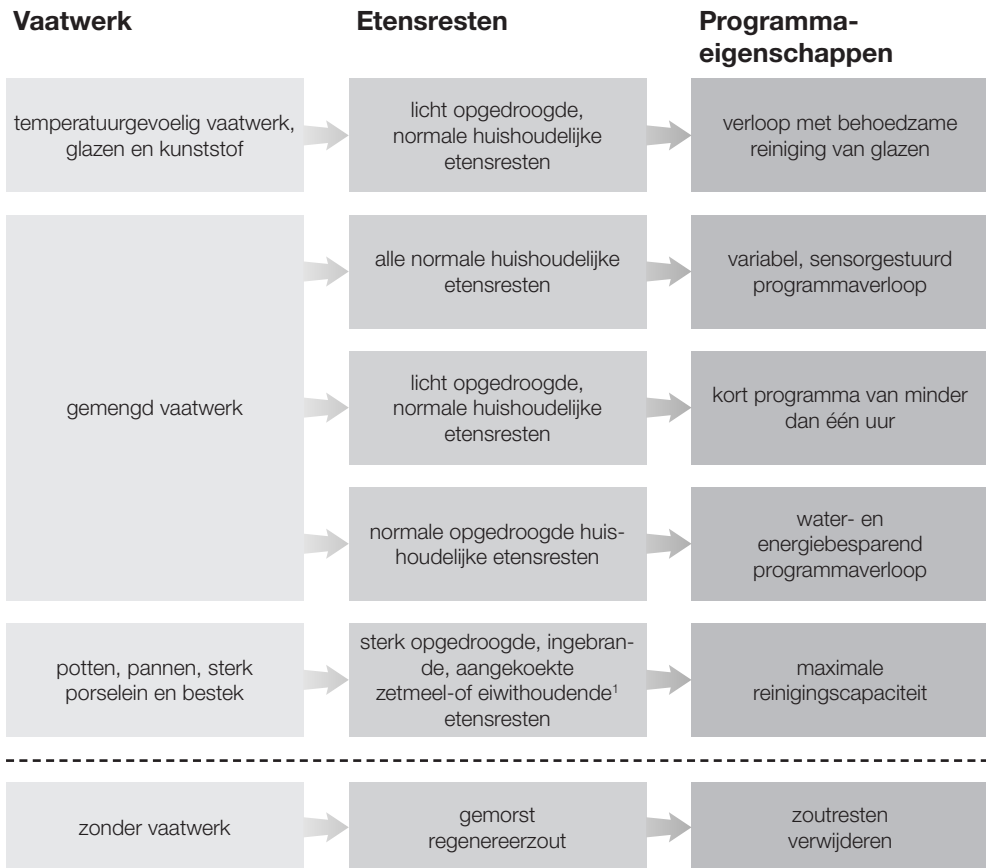 Vaatwerk
Etensresten
Programma-
eigenschappen
temperatuurgevoelig vaatwerk,
glazen en kunststof
licht opgedroogde,
normale huishoudelijke
etensresten
verloop met behoedzame
reiniging van glazen
gemengd vaatwerk
alle normale huishoudelijke
etensresten
variabel, sensorgestuurd
programmaverloop
licht opgedroogde,
normale huishoudelijke
etensresten
kort programma van minder
dan één uur
normale opgedroogde huis-
houdelijke etensresten
water- en
energiebesparend
programmaverloop
potten, pannen, sterk
porselein en bestek
sterk opgedroogde, ingebran-
de, aangekoekte
zetmeel-of eiwithoudende¹
etensresten
maximale
reinigingscapaciteit
zonder vaatwerk
gemorst
regenereerzout
zoutresten
verwijderen